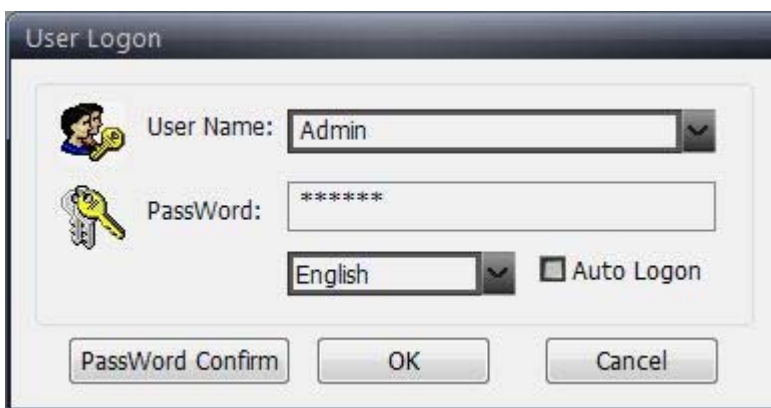 User Logon
User Name: Admin
PassWord: ******
English Auto Logon
PassWord Confirm OK Cancel